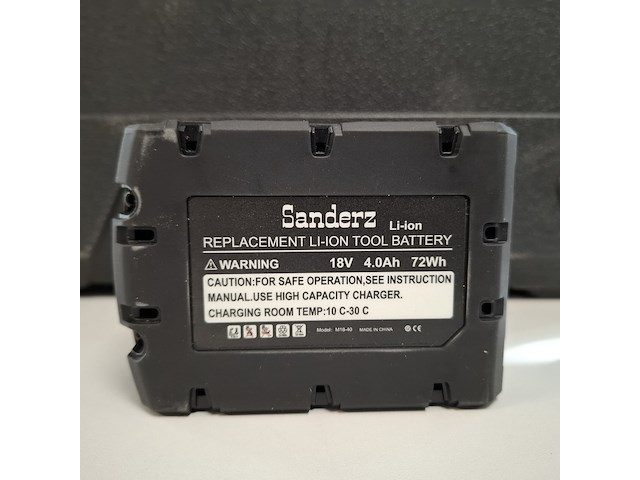 Sanderz Li-ion
REPLACEMENT LI-ION TOOL BATTERY
⚠ WARNING 18V 4.0Ah 72Wh
CAUTION:FOR SAFE OPERATION,SEE INSTRUCTION
MANUAL.USE HIGH CAPACITY CHARGER.
CHARGING ROOM TEMP:10 C-30 C
Model: M18-40 MADE IN CHINA CE